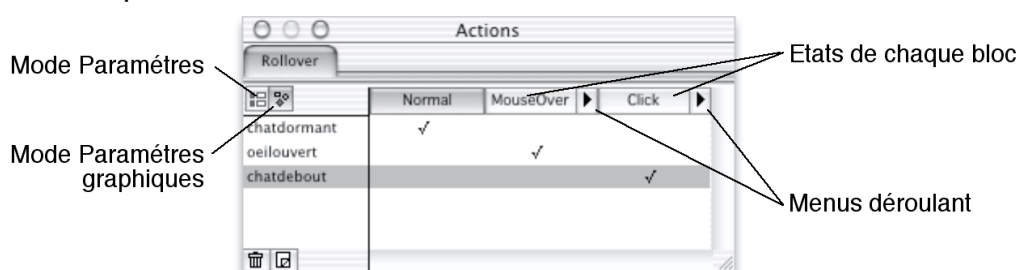 Actions
Rollover
Mode Paramétres
Etats de chaque bloc
Normal MouseOver Click
chatdormant
oeilouvert
Mode Paramétres
graphiques
chatdebout
Menus déroulant